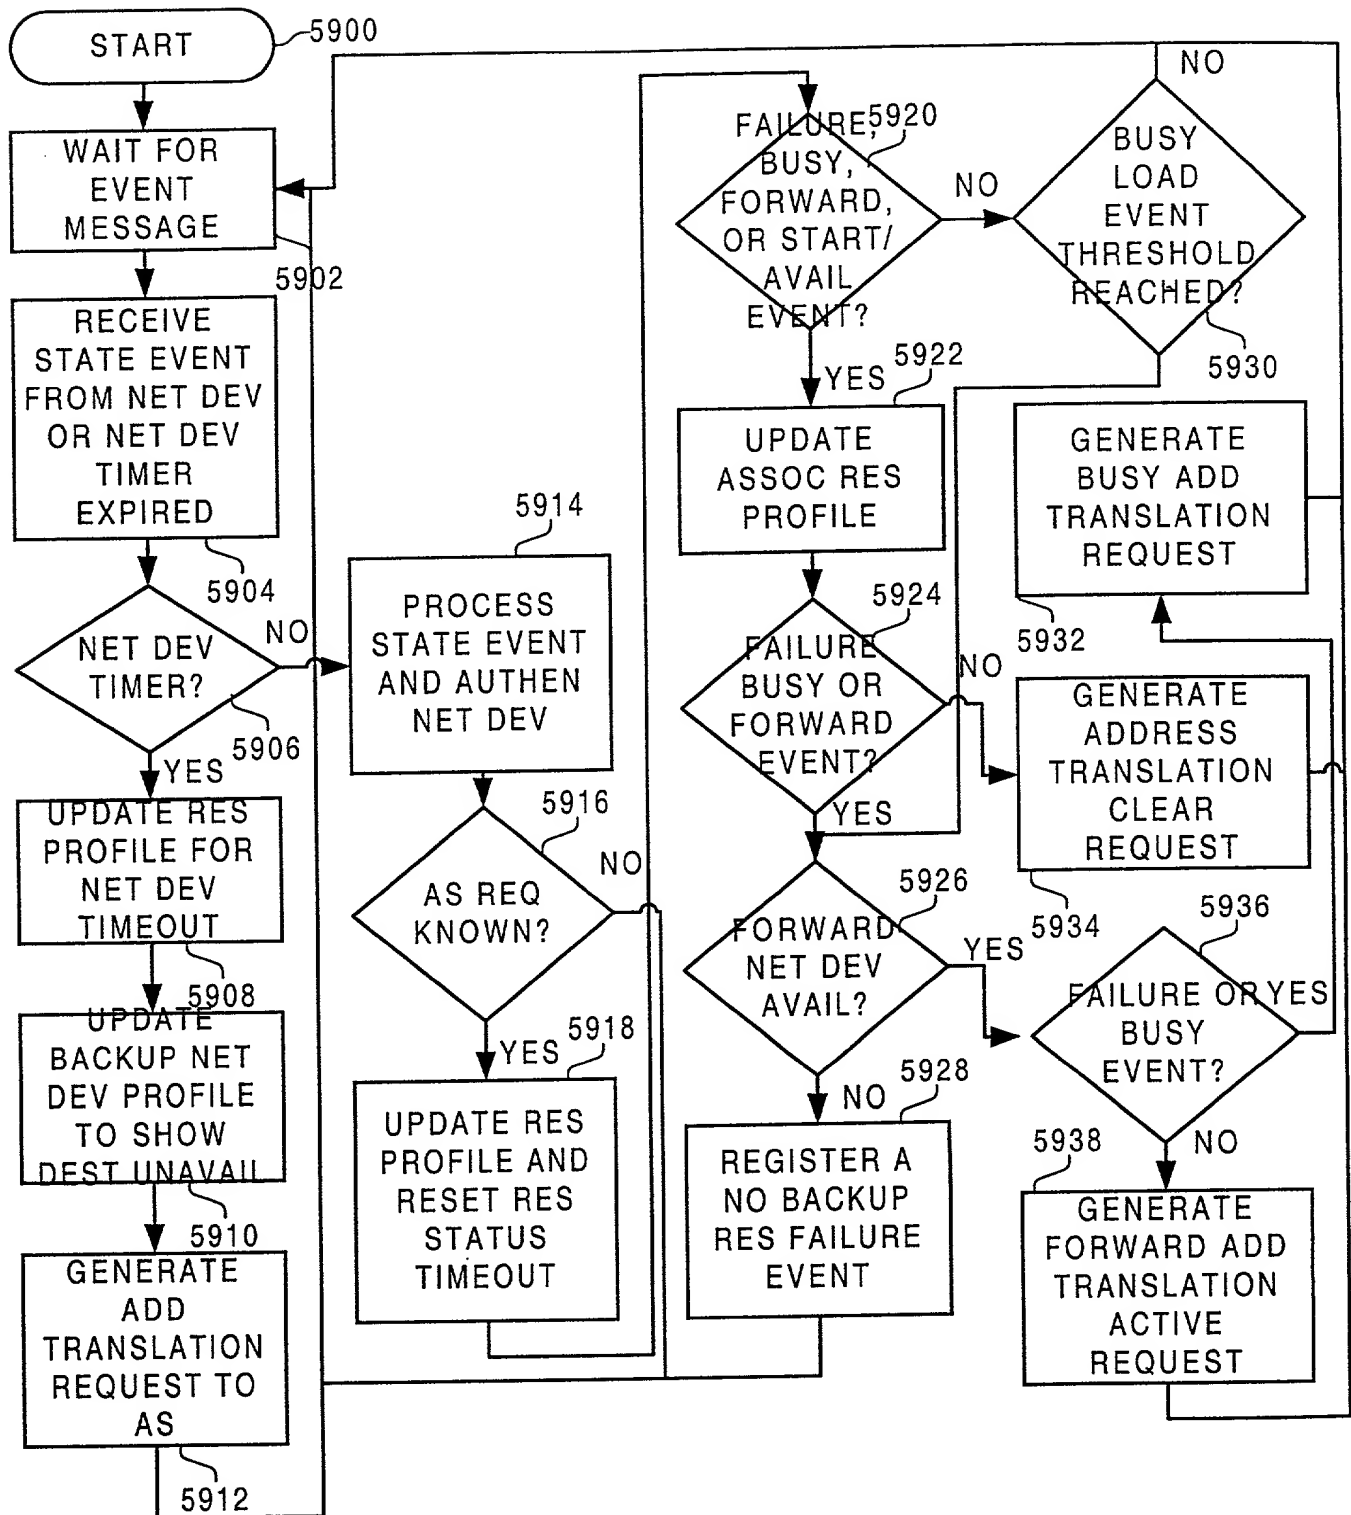 START
5900
WAIT FOR
EVENT
MESSAGE
5902
RECEIVE
STATE EVENT
FROM NET DEV
OR NET DEV
TIMER
EXPIRED
5904
NET DEV
TIMER?
NO
5906
YES
UPDATE RES
PROFILE FOR
NET DEV
TIMEOUT
5908
UPDATE
BACKUP NET
DEV PROFILE
TO SHOW
DEST UNAVAIL
5910
GENERATE
ADD
TRANSLATION
REQUEST TO
AS
5912
5914
PROCESS
STATE EVENT
AND AUTHEN
NET DEV
5916
AS REQ
KNOWN?
NO
YES
5918
UPDATE RES
PROFILE AND
RESET RES
STATUS
TIMEOUT
5920
FAILURE,
BUSY,
FORWARD,
OR START/
AVAIL
EVENT?
NO
YES
5922
UPDATE
ASSOC RES
PROFILE
5924
FAILURE
BUSY OR
FORWARD
EVENT?
NO
YES
5926
FORWARD
NET DEV
AVAIL?
YES
NO
5928
REGISTER A
NO BACKUP
RES FAILURE
EVENT
NO
BUSY
LOAD
EVENT
THRESHOLD
REACHED?
5930
GENERATE
BUSY ADD
TRANSLATION
REQUEST
5932
GENERATE
ADDRESS
TRANSLATION
CLEAR
REQUEST
5934
5936
FAILURE OR
BUSY
EVENT?
YES
NO
5938
GENERATE
FORWARD ADD
TRANSLATION
ACTIVE
REQUEST